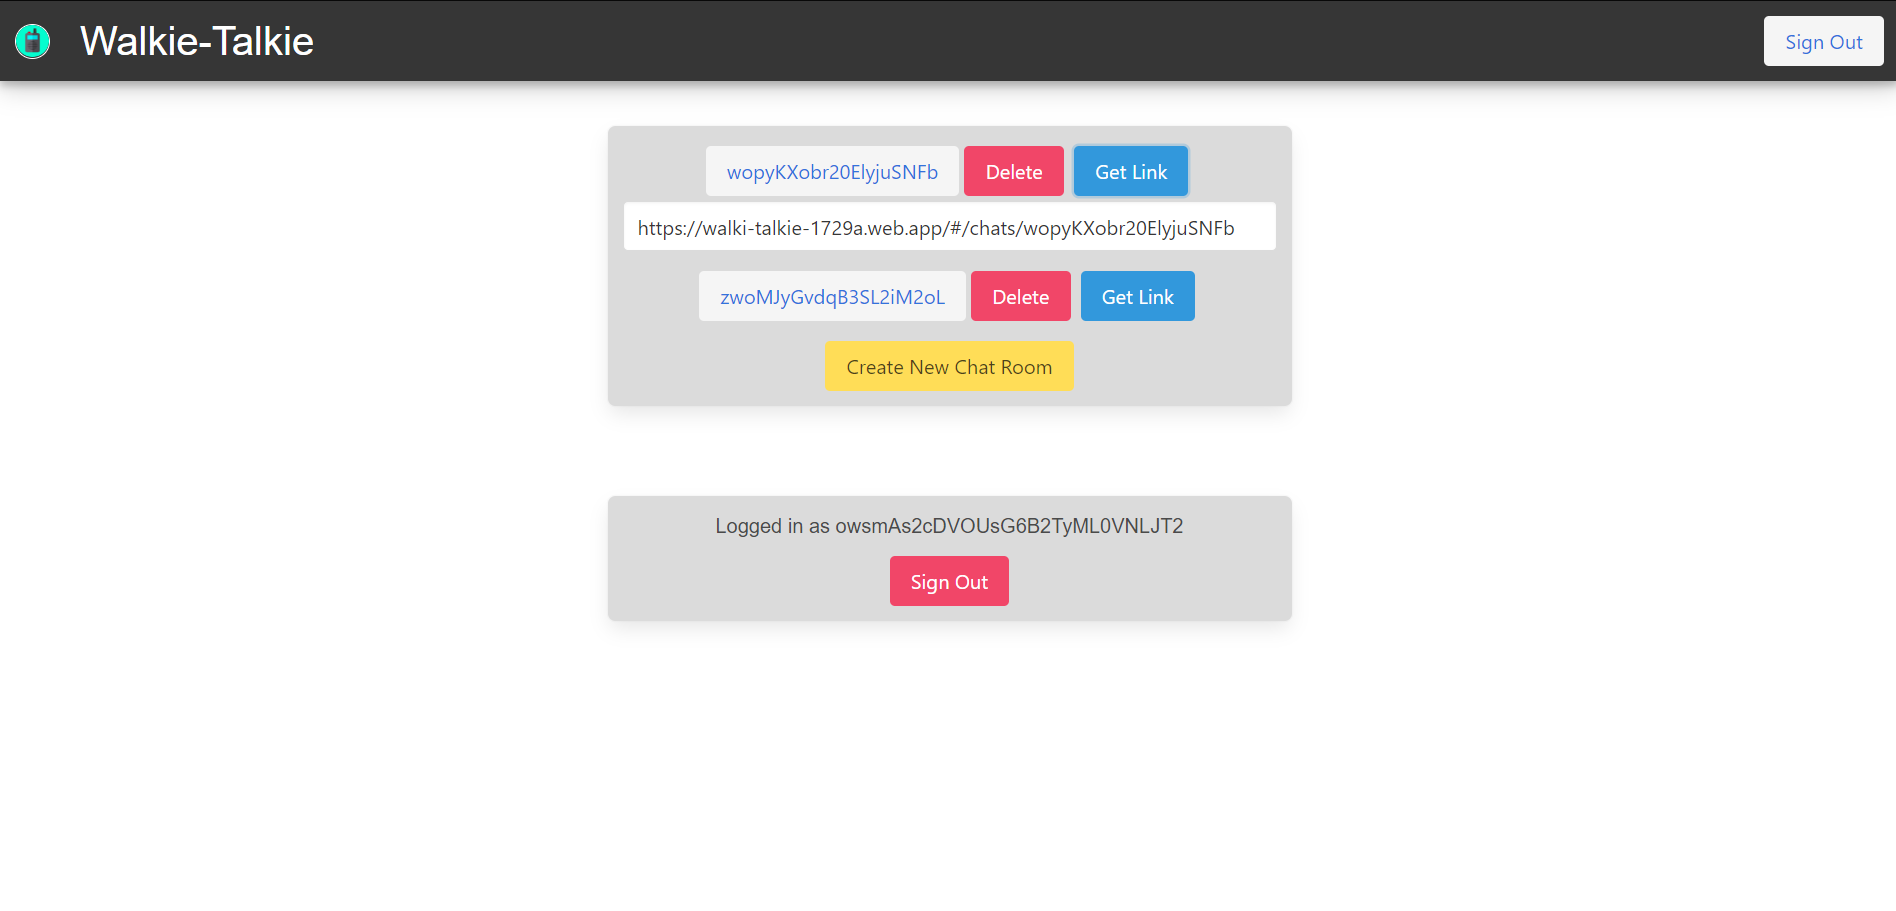 Walkie-Talkie
Sign Out
wopyKXobr20ElyjuSNFb Delete Get Link
https://walki-talkie-1729a.web.app/#/chats/wopyKXobr20ElyjuSNFb
zwoMJyGvdqB3SL2iM2oL Delete Get Link
Create New Chat Room
Logged in as owsmAs2cDVOUsG6B2TyML0VNLJT2
Sign Out